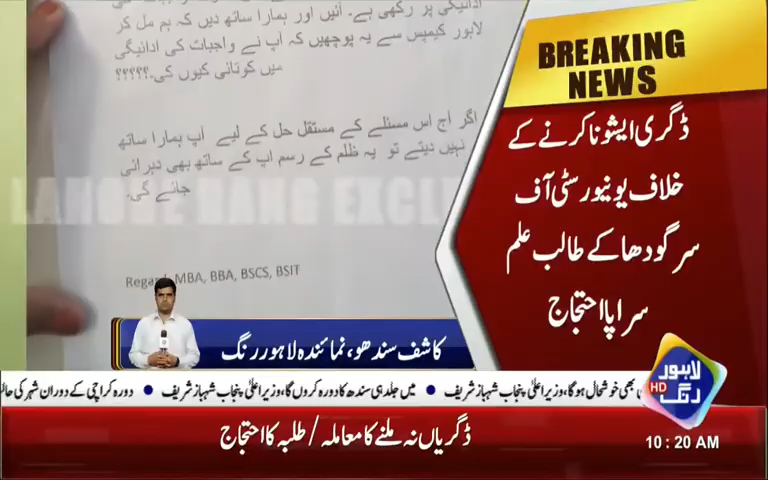 ادائیگی پر رکھی ہے۔ آئیں اور ہمارا ساتھ دیں کہ ہم مل کر
لاہور کیمپس سے یہ پوچھیں کہ آپ نے واجبات کی ادائیگی
میں کوتاہی کیوں کی۔؟؟؟؟؟
اگر آج اس مسئلے کے مستقل حل کے لیے آپ ہمارا ساتھ
نہیں دیتے تو یہ ظلم کے رسم آپ کے ساتھ بھی دہرائی
جائے گی۔
LAHORE RANG EXCLU
Regard, MBA, BBA, BSCS, BSIT
BREAKING
NEWS
ڈگری ایشو نا کرنے کے
خلاف یونیورسٹی آف
سرگودھا کے طالب علم
سراپا احتجاج
کاشف سندھو، نمائندہ لاہور رنگ
لاہور
رنگ
HD
بھی خوشحال ہوگا، وزیراعلیٰ پنجاب شہباز شریف ● میں جلد ہی سندھ کا دورہ کروں گا، وزیراعلیٰ پنجاب شہباز شریف ● دورہ کراچی کے دوران شہر کی
10:20 AM
ڈگریاں نہ ملنے کا معاملہ / طلبہ کا احتجاج